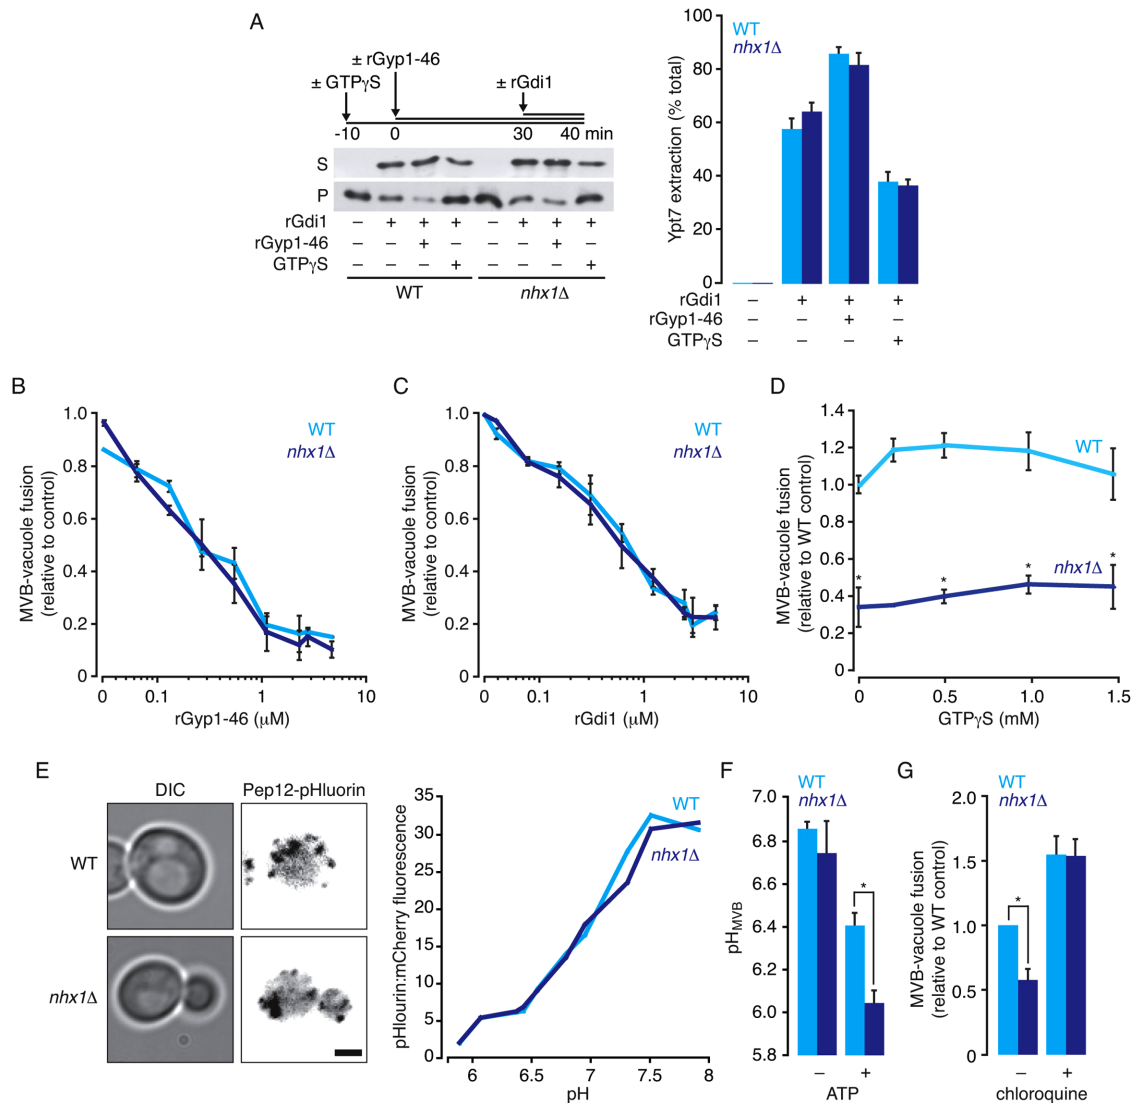 A
± rGyp1-46
± GTPγS
± rGdi1
-10 0 30 40 min
S
P
rGdi1 – + + + – + + +
rGyp1-46 – – + – – – + –
GTPγS – – – + – – – +
WT nhx1Δ
WT
nhx1Δ
Ypt7 extraction (% total)
100
80
60
40
20
0
rGdi1 – + + +
rGyp1-46 – – + –
GTPγS – – – +
B
WT
nhx1Δ
MVB-vacuole fusion
(relative to control)
1.0
0.8
0.6
0.4
0.2
0
0 0.1 1 10
rGyp1-46 (μM)
C
WT
nhx1Δ
MVB-vacuole fusion
(relative to control)
1.0
0.8
0.6
0.4
0.2
0
0 0.1 1 10
rGdi1 (μM)
D
MVB-vacuole fusion
(relative to WT control)
1.4
1.2
1.0
0.8
0.6
0.4
0.2
0
WT
nhx1Δ
* * * *
0 0.5 1.0 1.5
GTPγS (mM)
E
DIC Pep12-pHluorin
WT
nhx1Δ
pHlourin:mCherry fluorescence
35
30
25
20
15
10
5
0
WT
nhx1Δ
6 6.5 7 7.5 8
pH
F
WT
nhx1Δ
pHMVB
7.0
6.8
6.6
6.4
6.2
6.0
5.8
*
– +
ATP
G
WT
nhx1Δ
MVB-vacuole fusion
(relative to WT control)
2.0
1.5
1.0
0.5
0
*
– +
chloroquine